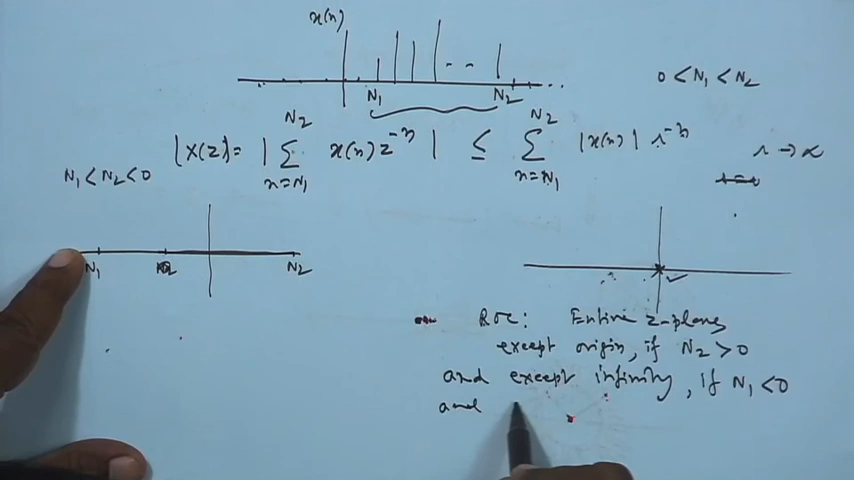 x(n)
N₁ N₂
0 < N₁ < N₂
|X(z)= | ∑ₙ₌N₁^N₂ x(n) z⁻ⁿ | ≤ ∑ₙ₌N₁^N₂ |x(n)| r⁻ⁿ
r → ∝
N₁ < N₂ < 0
N₁ N₂
ROC: Entire z-plane,
except origin, if N₂ > 0
and except infinity, if N₁ < 0
and